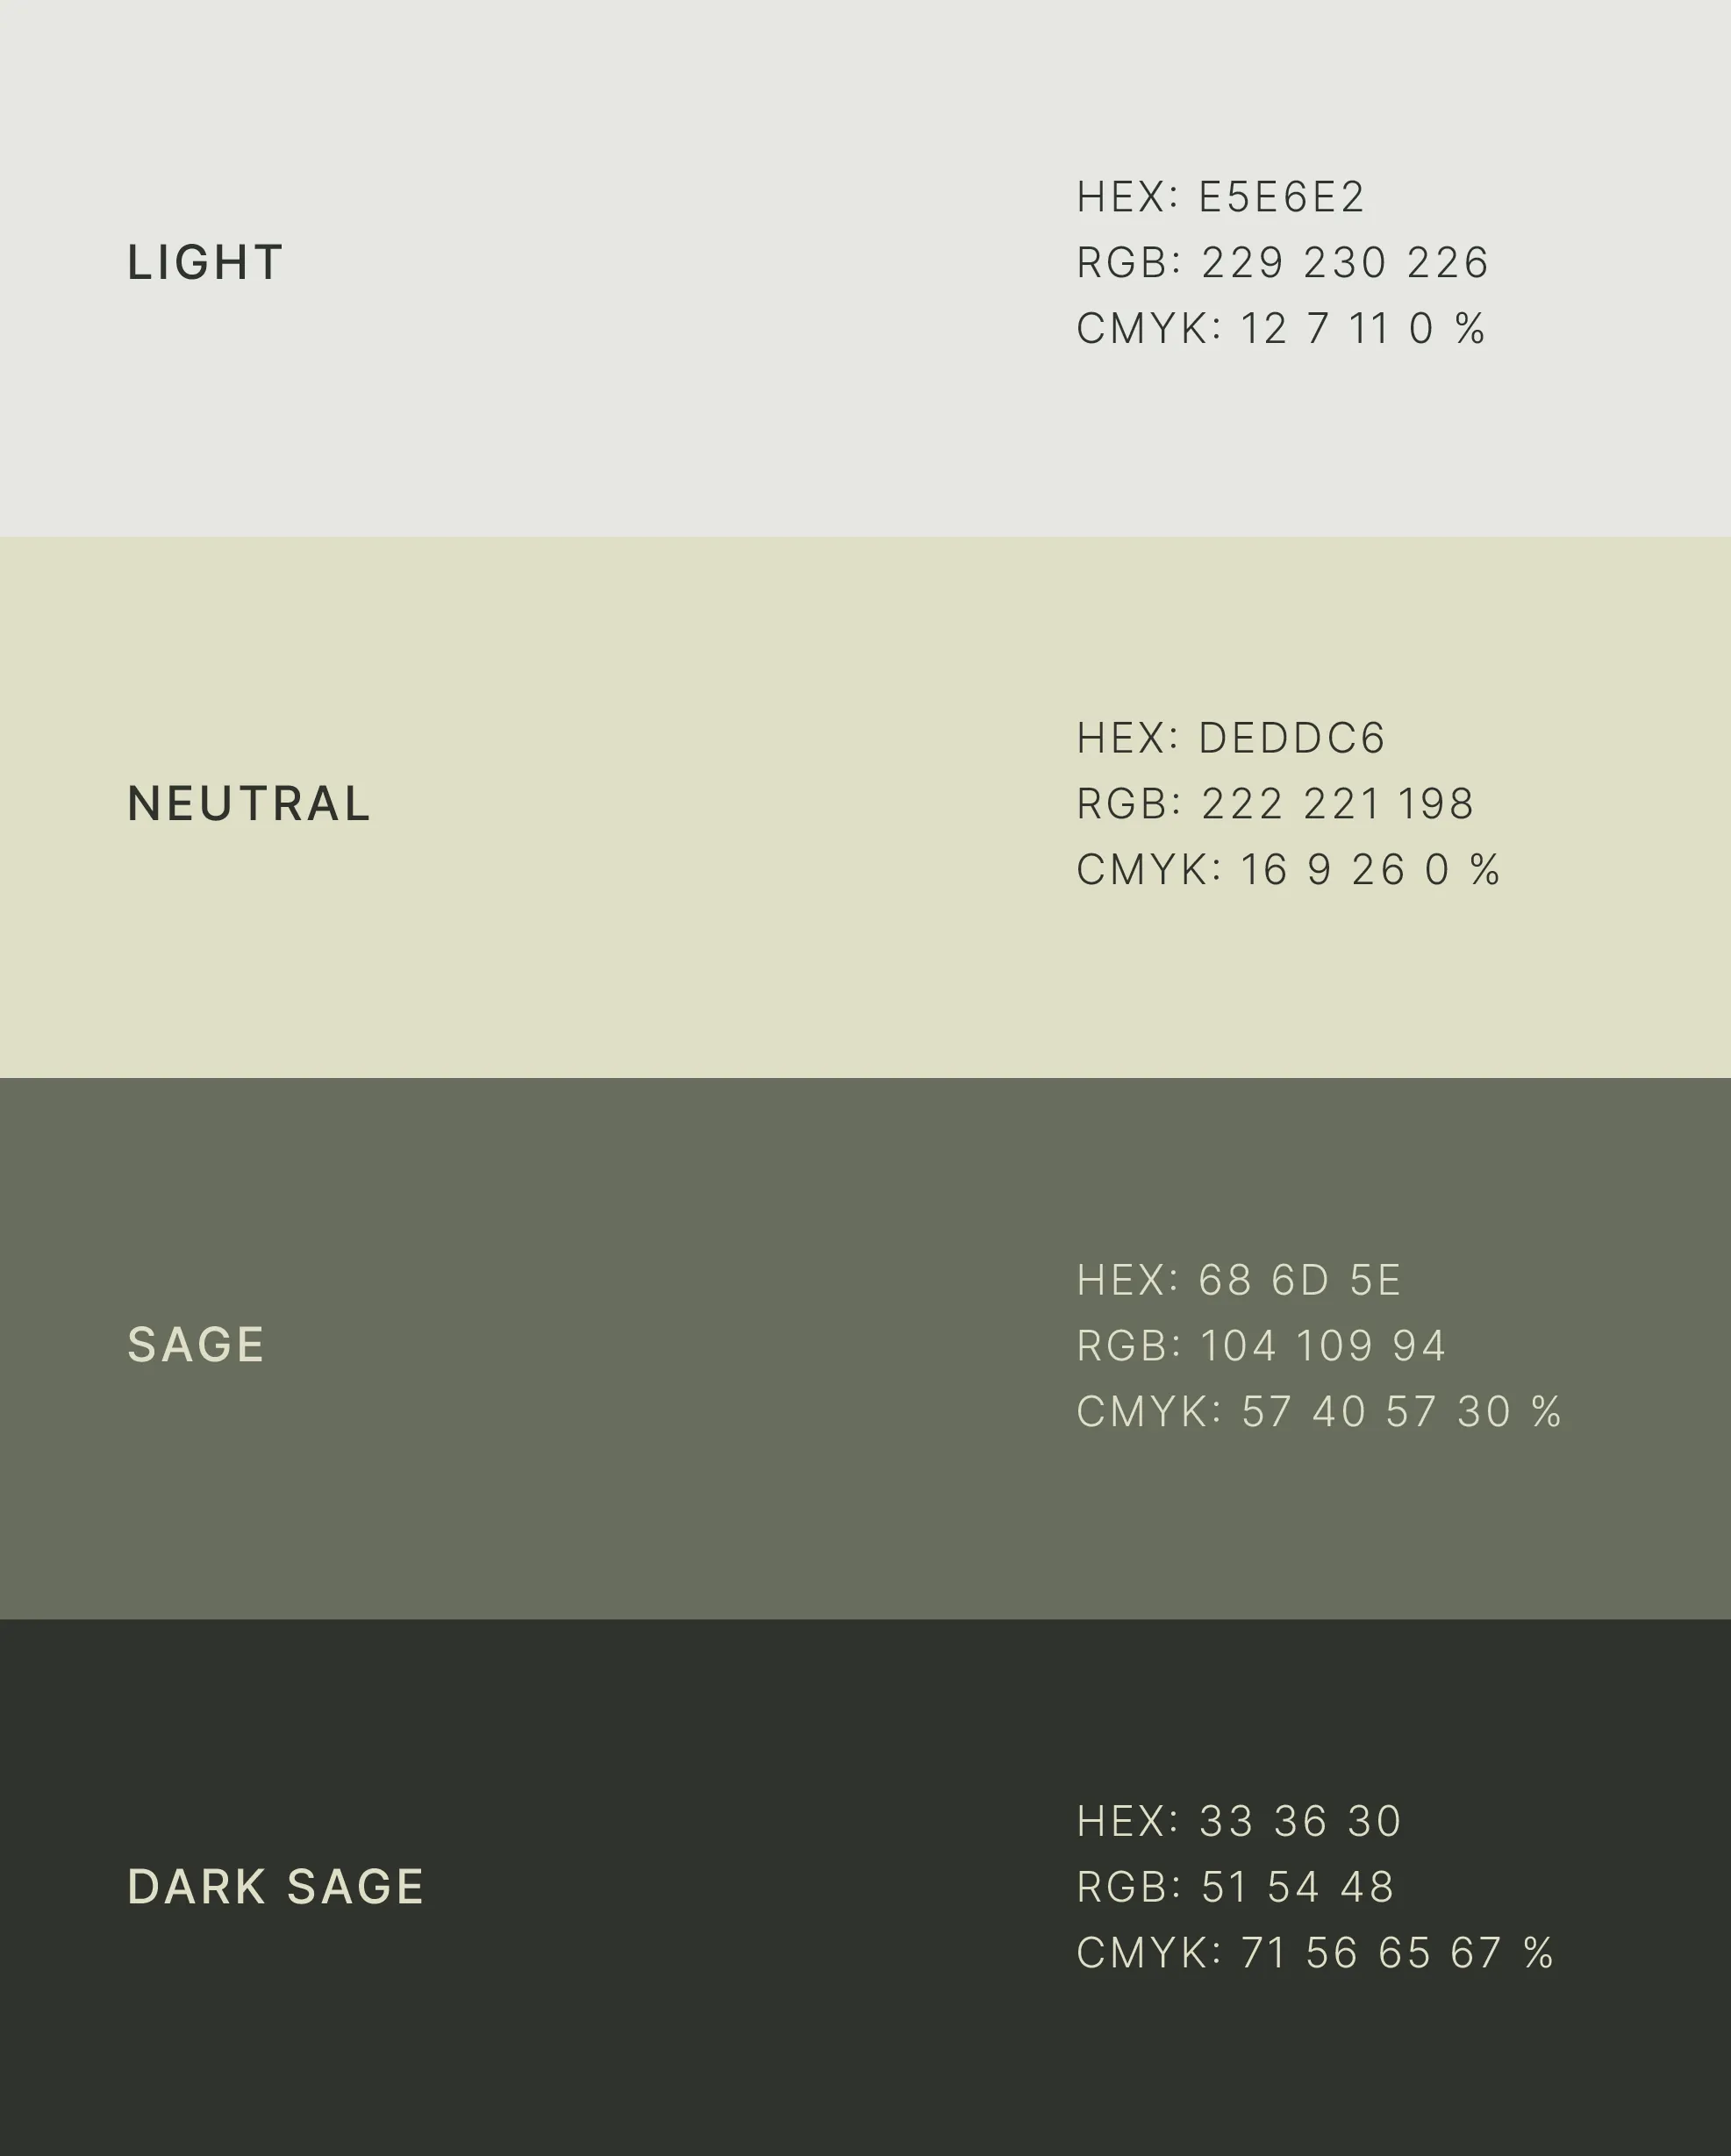 LIGHT
HEX: E5E6E2
RGB: 229 230 226
CMYK: 12 7 11 0 %
NEUTRAL
HEX: DEDDC6
RGB: 222 221 198
CMYK: 16 9 26 0 %
SAGE
HEX: 68 6D 5E
RGB: 104 109 94
CMYK: 57 40 57 30 %
DARK SAGE
HEX: 33 36 30
RGB: 51 54 48
CMYK: 71 56 65 67 %